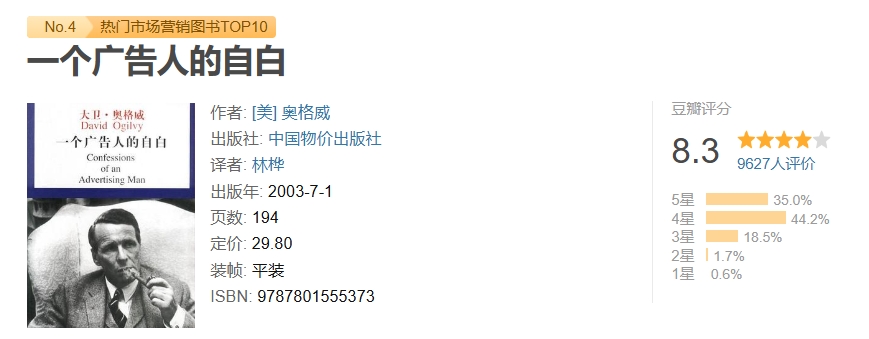 No.4 热门市场营销图书TOP10
一个广告人的自白
大卫·奥格威
David Ogilvy
一个广告人的自白
Confessions
of an
Advertising Man
作者: [美] 奥格威
出版社: 中国物价出版社
译者: 林桦
出版年: 2003-7-1
页数: 194
定价: 29.80
装帧: 平装
ISBN: 9787801555373
豆瓣评分
8.3
9627人评价
5星 35.0%
4星 44.2%
3星 18.5%
2星 1.7%
1星 0.6%